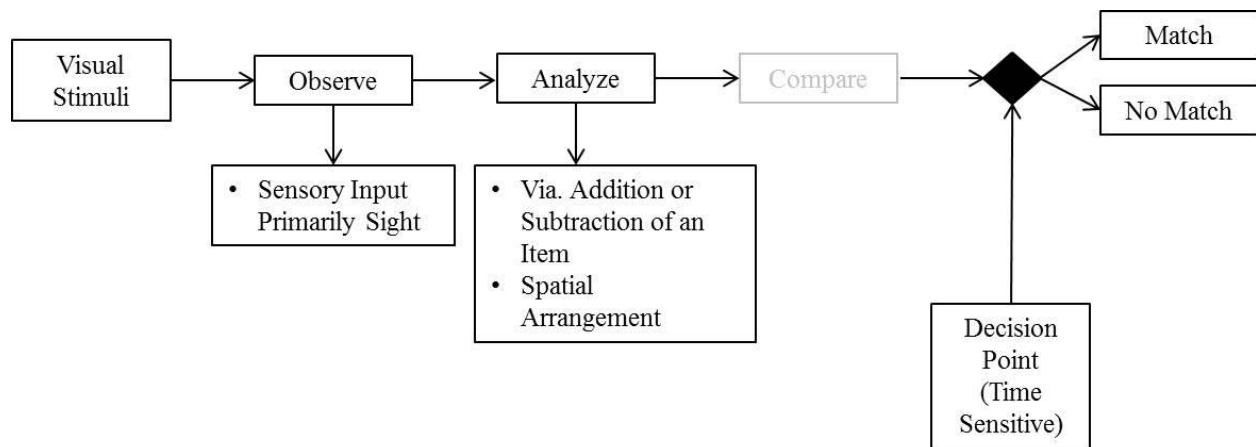 Visual
Stimuli
Observe
Analyze
Compare
Match
No Match
• Sensory Input
Primarily Sight
• Via. Addition or
Subtraction of an
Item
• Spatial
Arrangement
Decision
Point
(Time
Sensitive)